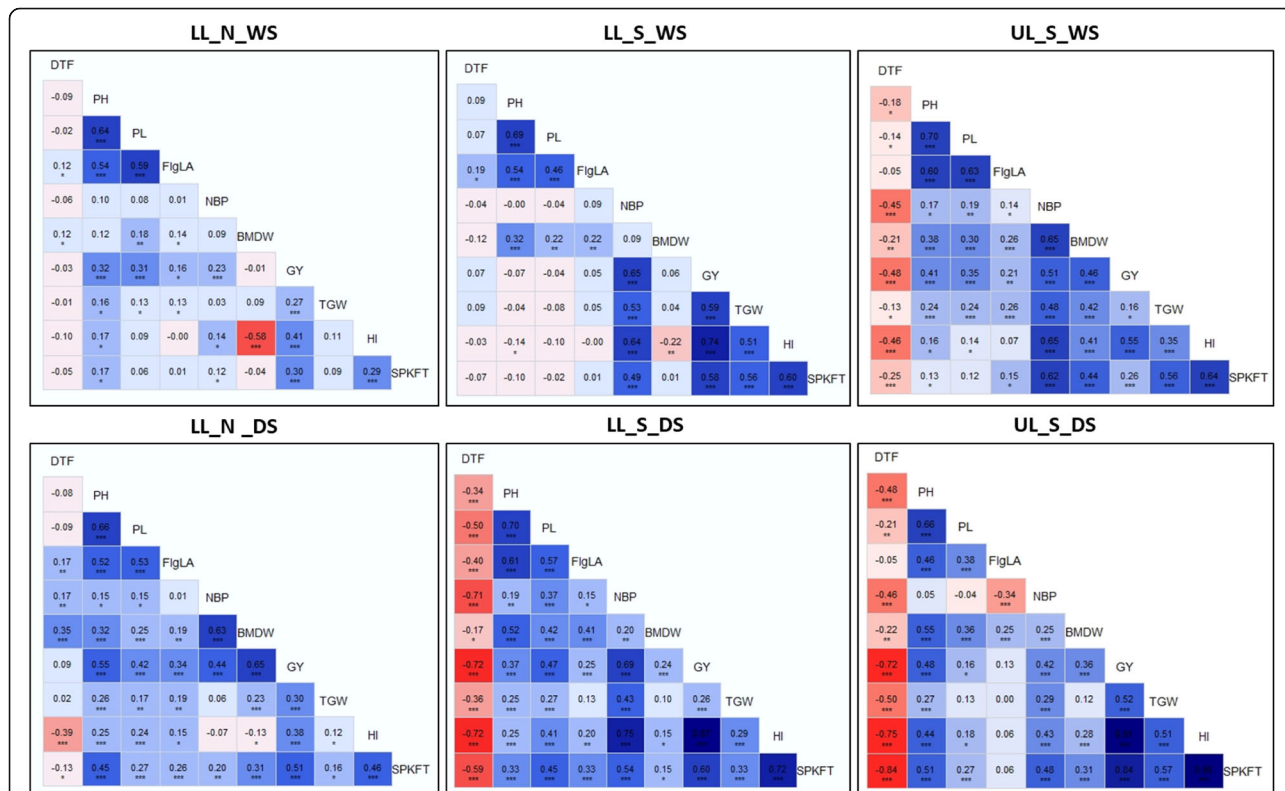 LL_N_WS
DTF
-0.09 PH
-0.02 0.64 PL
***
0.12 0.54 0.59 FlgLA
* *** ***
-0.06 0.10 0.08 0.01 NBP
0.12 0.12 0.18 0.14 0.09 BMDW
* ** *
-0.03 0.32 0.31 0.16 0.23 -0.01 GY
*** *** * ***
-0.01 0.16 0.13 0.13 0.03 0.09 0.27 TGW
* * * ***
-0.10 0.17 0.09 -0.00 0.14 -0.58 0.41 0.11 HI
* * *** ***
-0.05 0.17 0.06 0.01 0.12 -0.04 0.30 0.09 0.29 SPKFT
* * *** ***
LL_S_WS
DTF
0.09 PH
0.07 0.69 PL
***
0.19 0.54 0.46 FlgLA
* *** ***
-0.04 -0.00 -0.04 0.09 NBP
-0.12 0.32 0.22 0.22 0.09 BMDW
*** ** **
0.07 -0.07 -0.04 0.05 0.65 0.06 GY
***
0.09 -0.04 -0.08 0.05 0.53 0.04 0.59 TGW
*** ***
-0.03 -0.14 -0.10 -0.00 0.64 -0.22 0.74 0.51 HI
* *** ** *** ***
-0.07 -0.10 -0.02 0.01 0.49 0.01 0.58 0.56 0.60 SPKFT
*** *** *** ***
UL_S_WS
DTF
-0.18 PH
*
-0.14 0.70 PL
* ***
-0.05 0.60 0.63 FlgLA
*** ***
-0.45 0.17 0.19 0.14 NBP
*** * ** *
-0.21 0.38 0.30 0.26 0.65 BMDW
** *** *** *** ***
-0.48 0.41 0.35 0.21 0.51 0.46 GY
*** *** *** ** *** ***
-0.13 0.24 0.24 0.26 0.48 0.42 0.16 TGW
* *** *** *** *** *** *
-0.46 0.16 0.14 0.07 0.65 0.41 0.55 0.35 HI
*** * * *** *** *** ***
-0.25 0.13 0.12 0.15 0.62 0.44 0.26 0.56 0.64 SPKFT
*** * * *** *** *** *** ***
LL_N _DS
DTF
-0.08 PH
-0.09 0.66 PL
***
0.17 0.52 0.53 FlgLA
** *** ***
0.17 0.15 0.15 0.01 NBP
** * *
0.35 0.32 0.25 0.19 0.63 BMDW
*** *** *** ** ***
0.09 0.55 0.42 0.34 0.44 0.65 GY
*** *** *** *** ***
0.02 0.26 0.17 0.19 0.06 0.23 0.30 TGW
*** ** ** *** ***
-0.39 0.25 0.24 0.15 -0.07 -0.13 0.38 0.12 HI
*** *** *** * * *** *
-0.13 0.45 0.27 0.26 0.20 0.31 0.51 0.16 0.46 SPKFT
* *** *** *** ** *** *** * ***
LL_S_DS
DTF
-0.34 PH
***
-0.50 0.70 PL
*** ***
-0.40 0.61 0.57 FlgLA
*** *** ***
-0.71 0.19 0.37 0.15 NBP
*** ** *** *
-0.17 0.52 0.42 0.41 0.20 BMDW
* *** *** *** **
-0.72 0.37 0.47 0.25 0.69 0.24 GY
*** *** *** *** *** ***
-0.36 0.25 0.27 0.13 0.43 0.10 0.26 TGW
*** *** *** *** ***
-0.72 0.25 0.41 0.20 0.75 0.15 0.29 HI
*** *** *** ** *** * *** ***
-0.59 0.33 0.45 0.33 0.54 0.15 0.60 0.33 0.72 SPKFT
*** *** *** *** *** * *** *** ***
UL_S_DS
DTF
-0.48 PH
***
-0.21 0.66 PL
** ***
-0.05 0.46 0.38 FlgLA
*** ***
-0.46 0.05 -0.04 -0.34 NBP
*** ***
-0.22 0.55 0.36 0.25 0.25 BMDW
** *** *** *** ***
-0.72 0.48 0.16 0.13 0.42 0.36 GY
*** *** * *** ***
-0.50 0.27 0.13 0.00 0.29 0.12 0.52 TGW
*** *** *** ***
-0.75 0.44 0.18 0.06 0.43 0.28 0.51 HI
*** *** * *** *** *** ***
-0.84 0.51 0.27 0.06 0.48 0.31 0.84 0.57 SPKFT
*** *** * *** *** *** *** ***